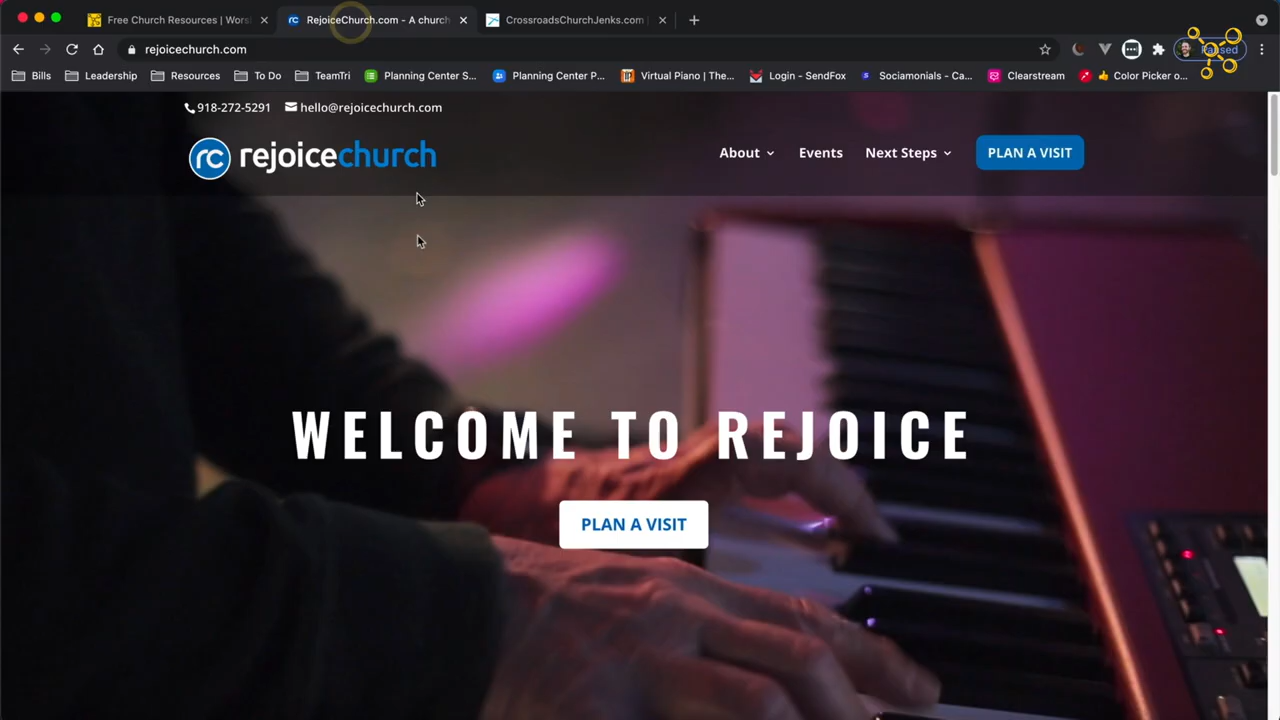 Free Church Resources | Wors
RejoiceChurch.com - A church
CrossroadsChurchJenks.com |
rejoicechurch.com
Paused
Bills
Leadership
Resources
To Do
TeamTri
Planning Center S...
Planning Center P...
Virtual Piano | The...
Login - SendFox
Sociamonials - Ca...
Clearstream
👍 Color Picker o...
918-272-5291
hello@rejoicechurch.com
rc rejoicechurch
About
Events
Next Steps
PLAN A VISIT
WELCOME TO REJOICE
PLAN A VISIT